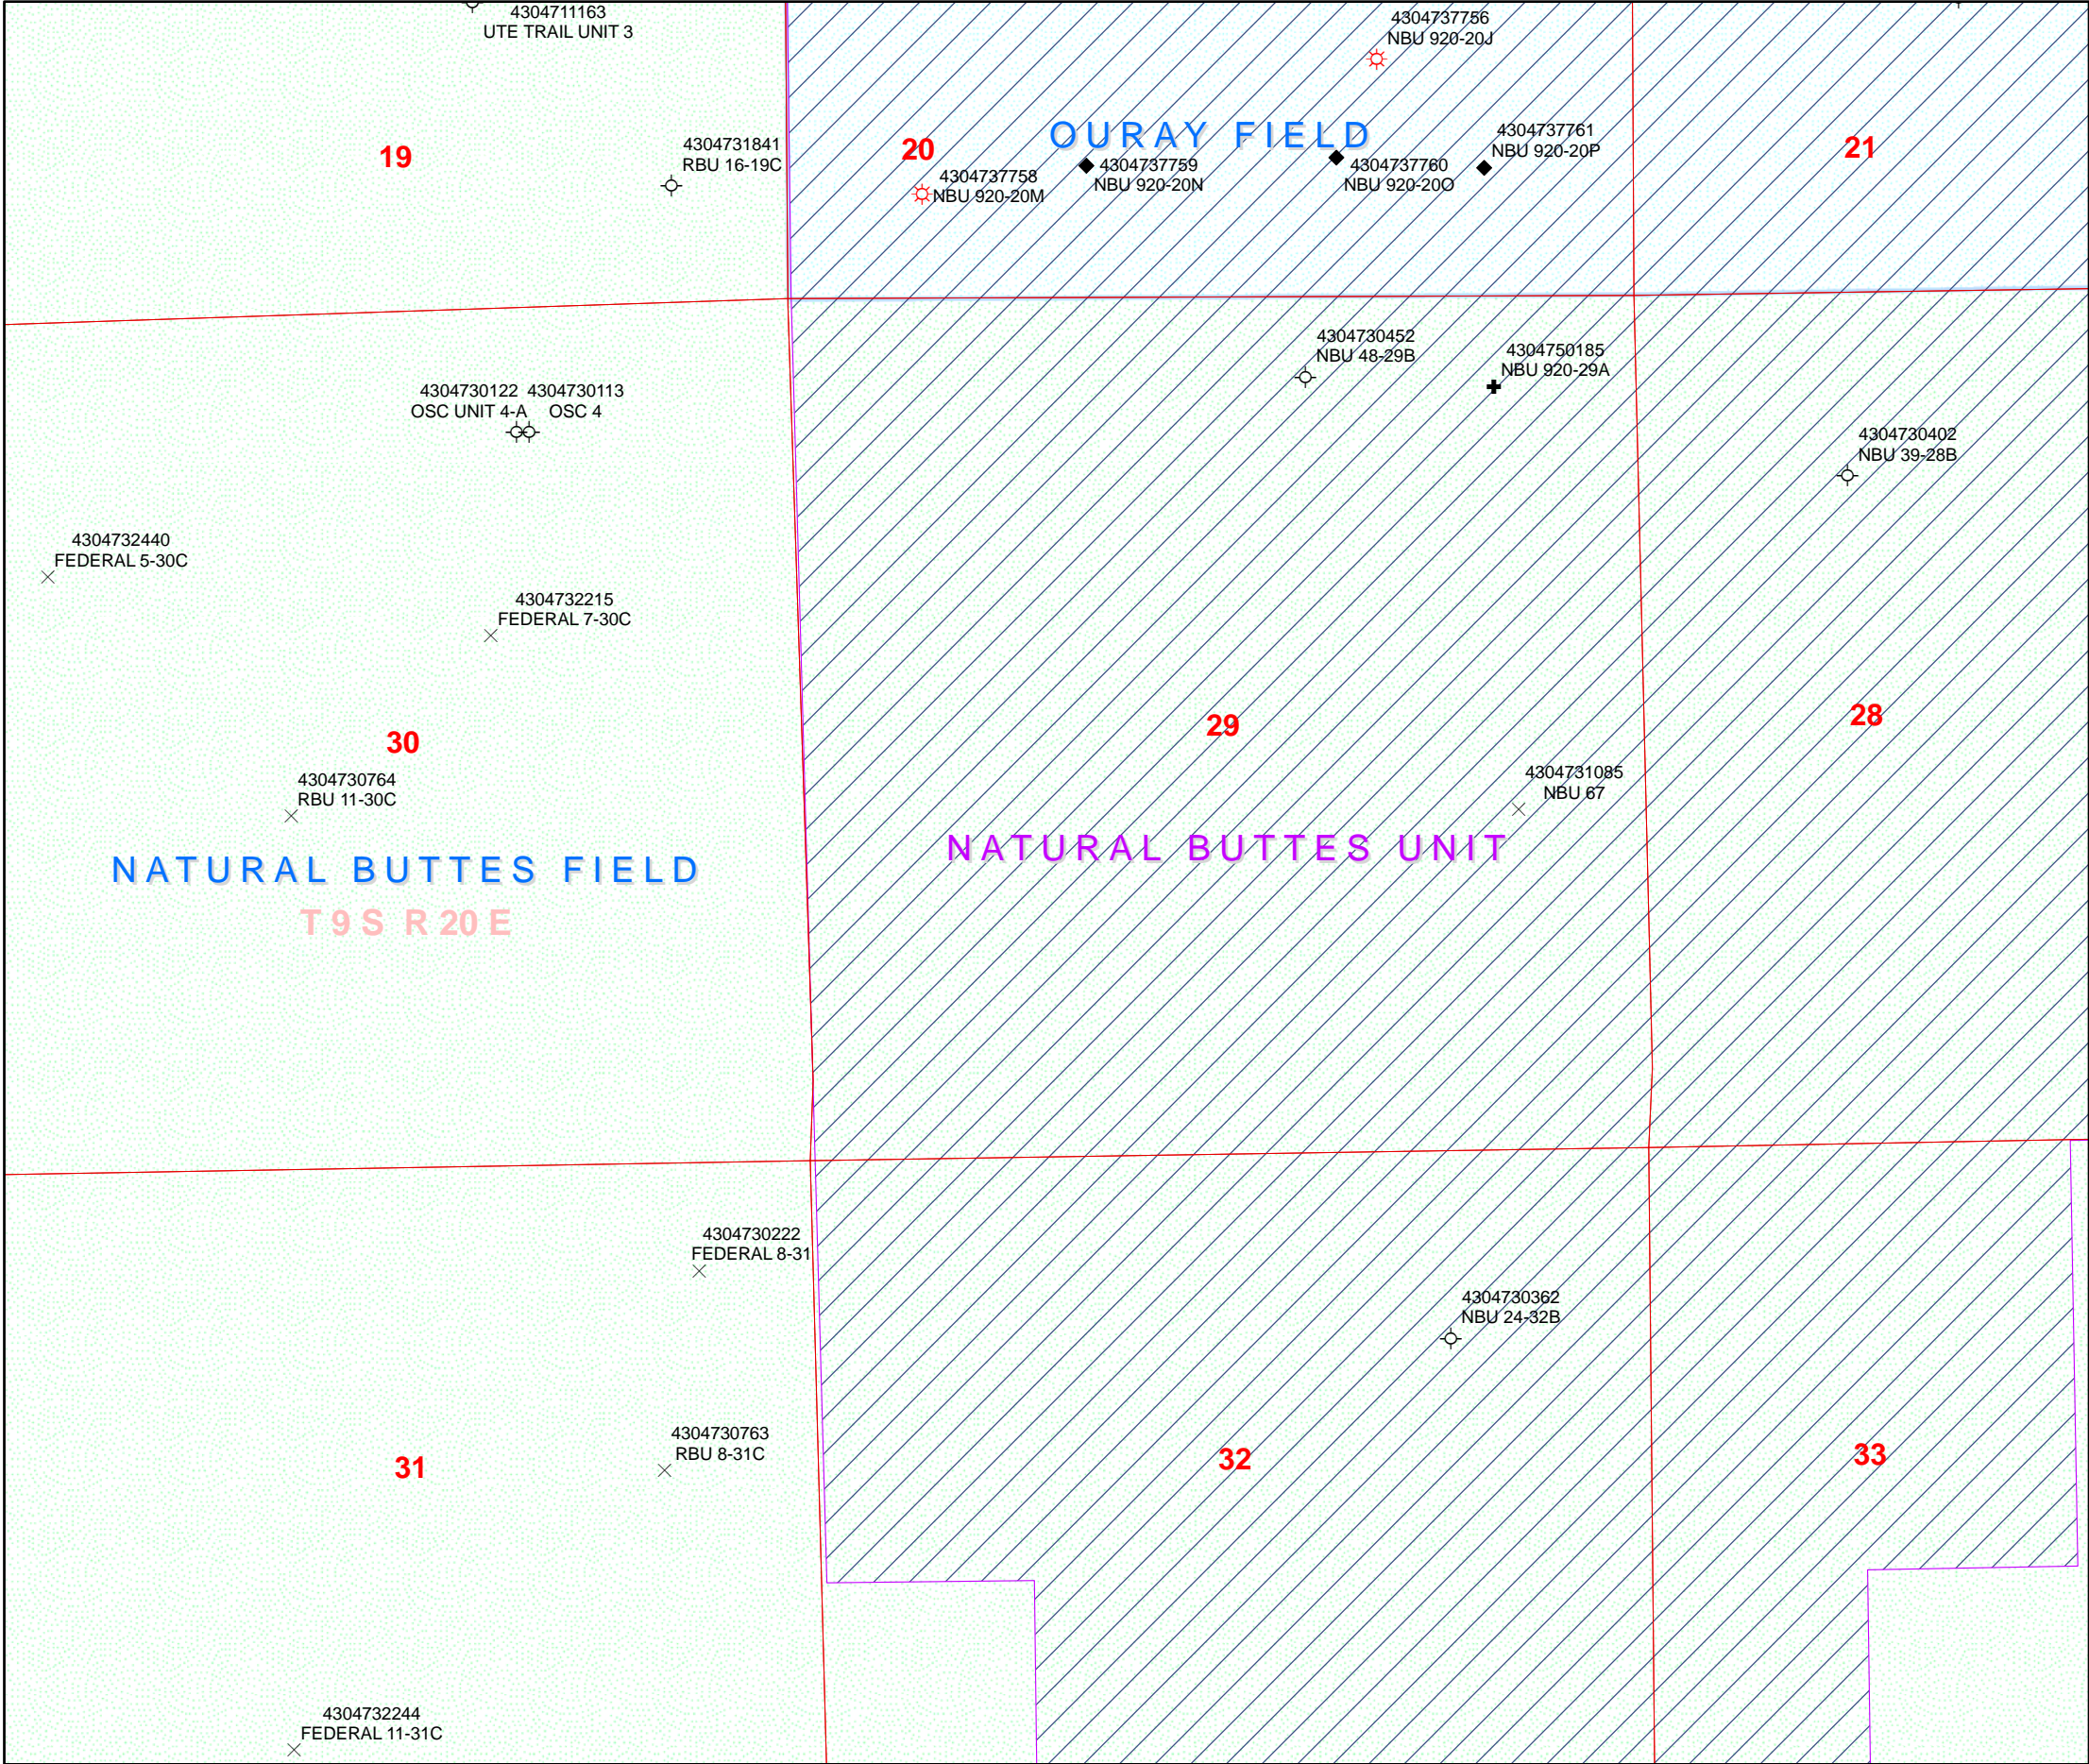 4304711163
UTE TRAIL UNIT 3
4304737756
NBU 920-20J
OURAY FIELD
19
4304731841
RBU 16-19C
20
4304737758
NBU 920-20M
4304737759
NBU 920-20N
4304737760
NBU 920-20O
4304737761
NBU 920-20P
21
4304730452
NBU 48-29B
4304750185
NBU 920-29A
4304730122 4304730113
OSC UNIT 4-A OSC 4
4304730402
NBU 39-28B
4304732440
FEDERAL 5-30C
4304732215
FEDERAL 7-30C
30
29
28
4304730764
RBU 11-30C
4304731085
NBU 67
NATURAL BUTTES FIELD
NATURAL BUTTES UNIT
T 9 S R 20 E
4304730222
FEDERAL 8-31
4304730362
NBU 24-32B
4304730763
RBU 8-31C
31
32
33
4304732244
FEDERAL 11-31C